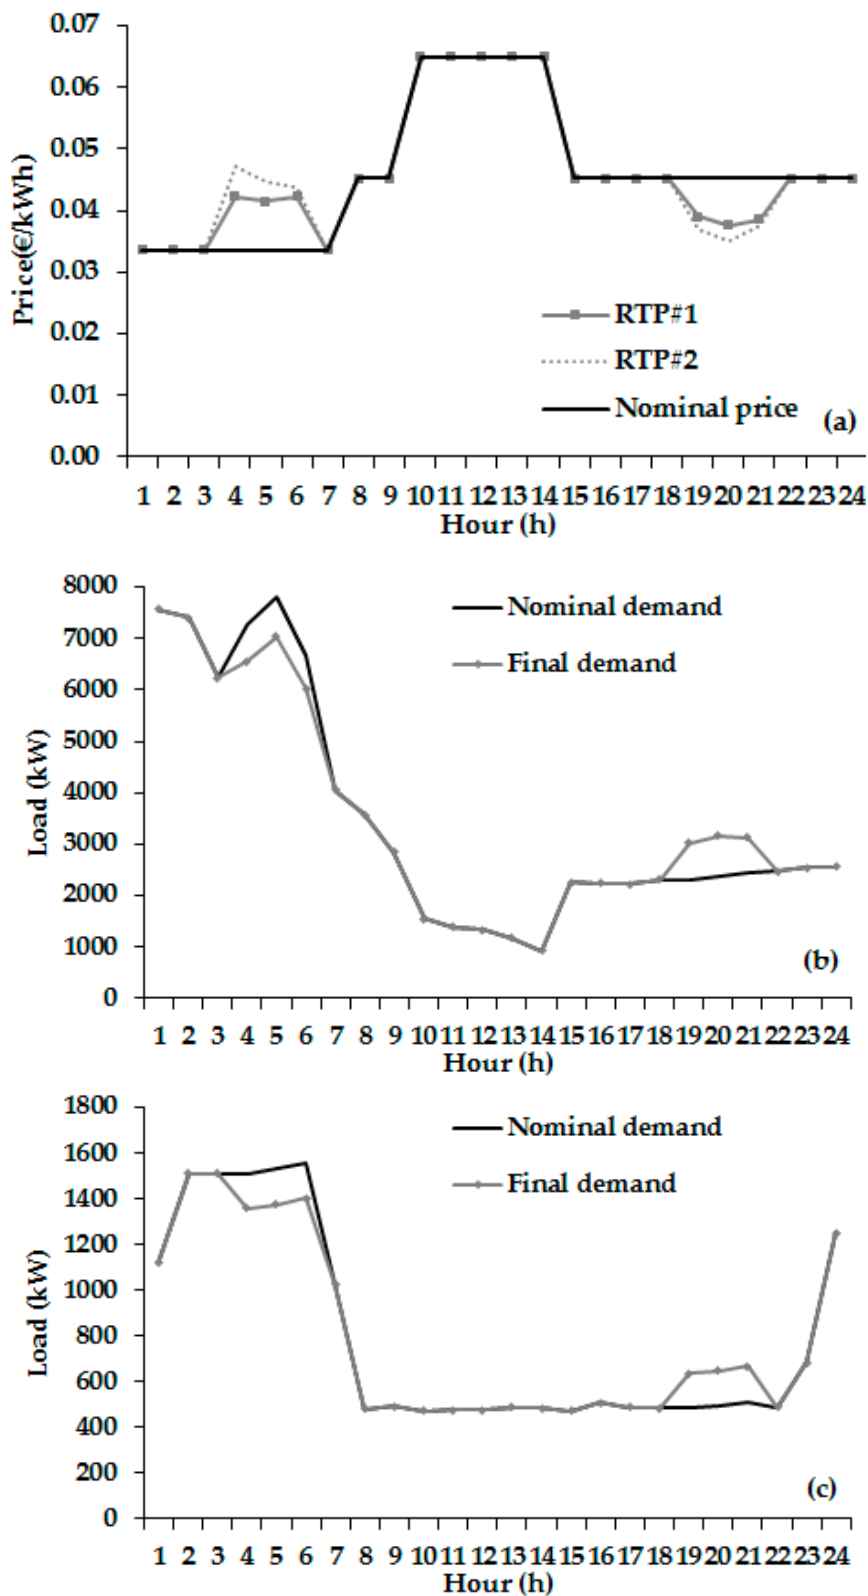 0.07
0.06
0.05
0.04
0.03
0.02
0.01
0.00
Price(€/kWh)
RTP#1
RTP#2
Nominal price
(a)
1 2 3 4 5 6 7 8 9 10 11 12 13 14 15 16 17 18 19 20 21 22 23 24
Hour (h)
8000
7000
6000
5000
4000
3000
2000
1000
0
Load (kW)
Nominal demand
Final demand
(b)
1 2 3 4 5 6 7 8 9 10 11 12 13 14 15 16 17 18 19 20 21 22 23 24
Hour (h)
1800
1600
1400
1200
1000
800
600
400
200
0
Load (kW)
Nominal demand
Final demand
(c)
1 2 3 4 5 6 7 8 9 10 11 12 13 14 15 16 17 18 19 20 21 22 23 24
Hour (h)